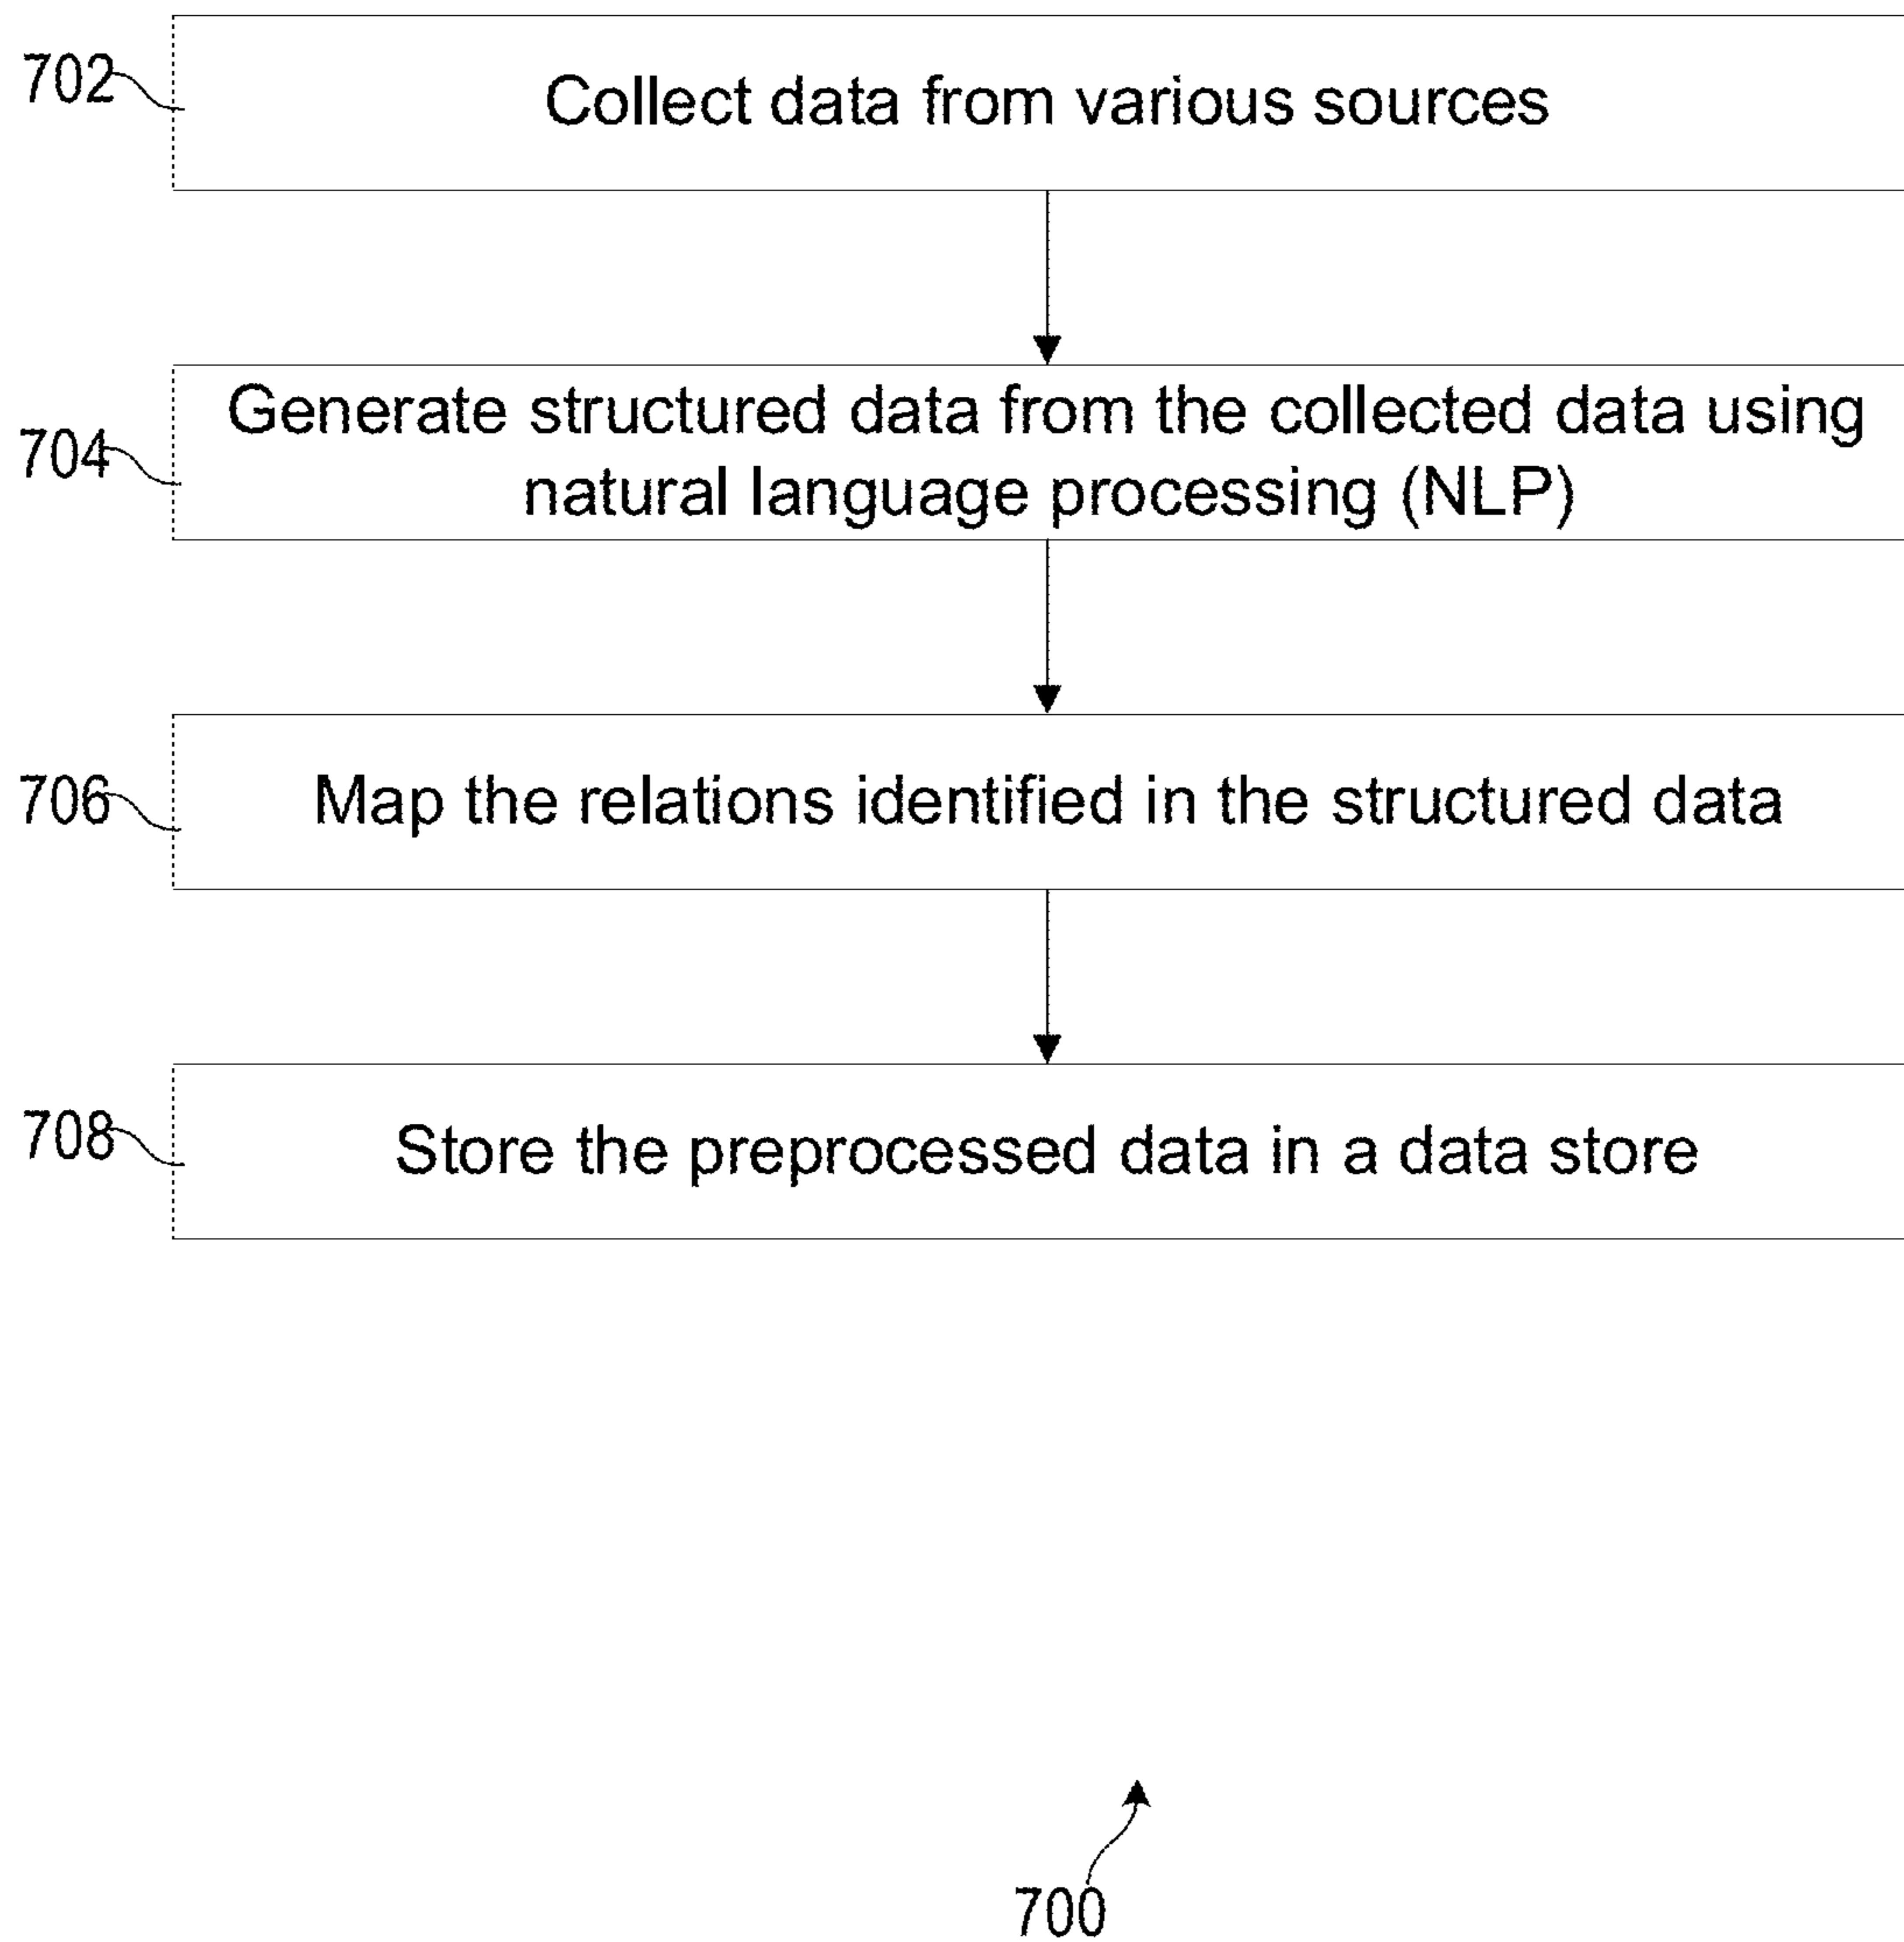 702
Collect data from various sources
704
Generate structured data from the collected data using
natural language processing (NLP)
706
Map the relations identified in the structured data
708
Store the preprocessed data in a data store
700